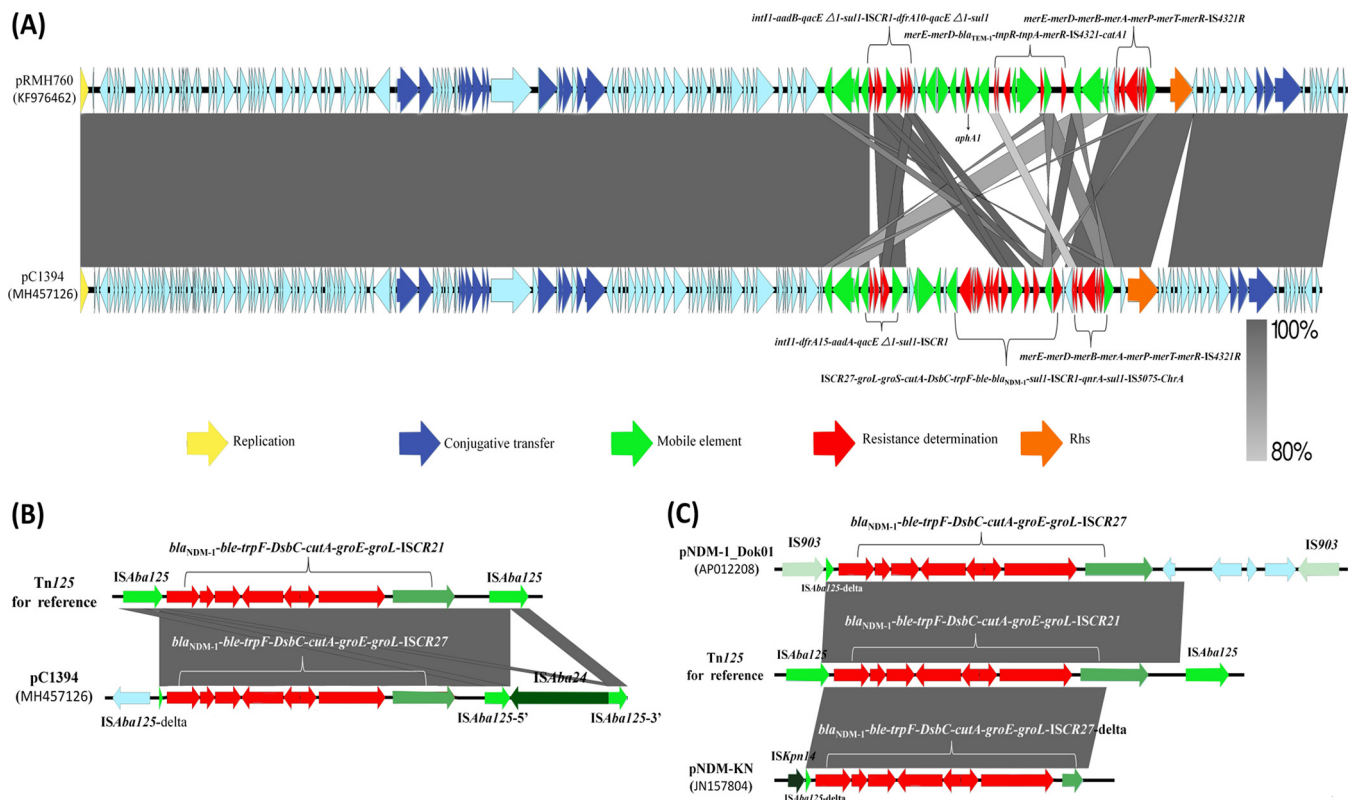 (A)
intI1-aadB-qacE △1-sul1-ISCR1-dfrA10-qacE △1-sul1
merE-merD-merB-merA-merP-merT-merR-IS4321R
merE-merD-blaTEM-1-tnpR-tnpA-merR-IS4321-catA1
pRMH760
(KF976462)
aphA1
pC1394
(MH457126)
intI1-dfrA15-aadA-qacE △1-sul1-ISCR1
merE-merD-merB-merA-merP-merT-merR-IS4321R
ISCR27-groL-groS-cutA-DsbC-trpF-ble-blaNDM-1-sul1-ISCR1-qnrA-sul1-IS5075-ChrA
100%
80%
Replication
Conjugative transfer
Mobile element
Resistance determination
Rhs
(B)
blaNDM-1-ble-trpF-DsbC-cutA-groE-groL-ISCR21
Tn125
for reference
ISAba125
ISAba125
blaNDM-1-ble-trpF-DsbC-cutA-groE-groL-ISCR27
pC1394
(MH457126)
ISAba24
ISAba125-delta
ISAba125-5'
ISAba125-3'
(C)
blaNDM-1-ble-trpF-DsbC-cutA-groE-groL-ISCR27
pNDM-1_Dok01
(AP012208)
IS903
IS903
ISAba125-delta
blaNDM-1-ble-trpF-DsbC-cutA-groE-groL-ISCR21
Tn125
for reference
ISAba125
ISAba125
blaNDM-1-ble-trpF-DsbC-cutA-groE-groL-ISCR27-delta
ISKpn14
pNDM-KN
(JN157804)
ISAba125-delta